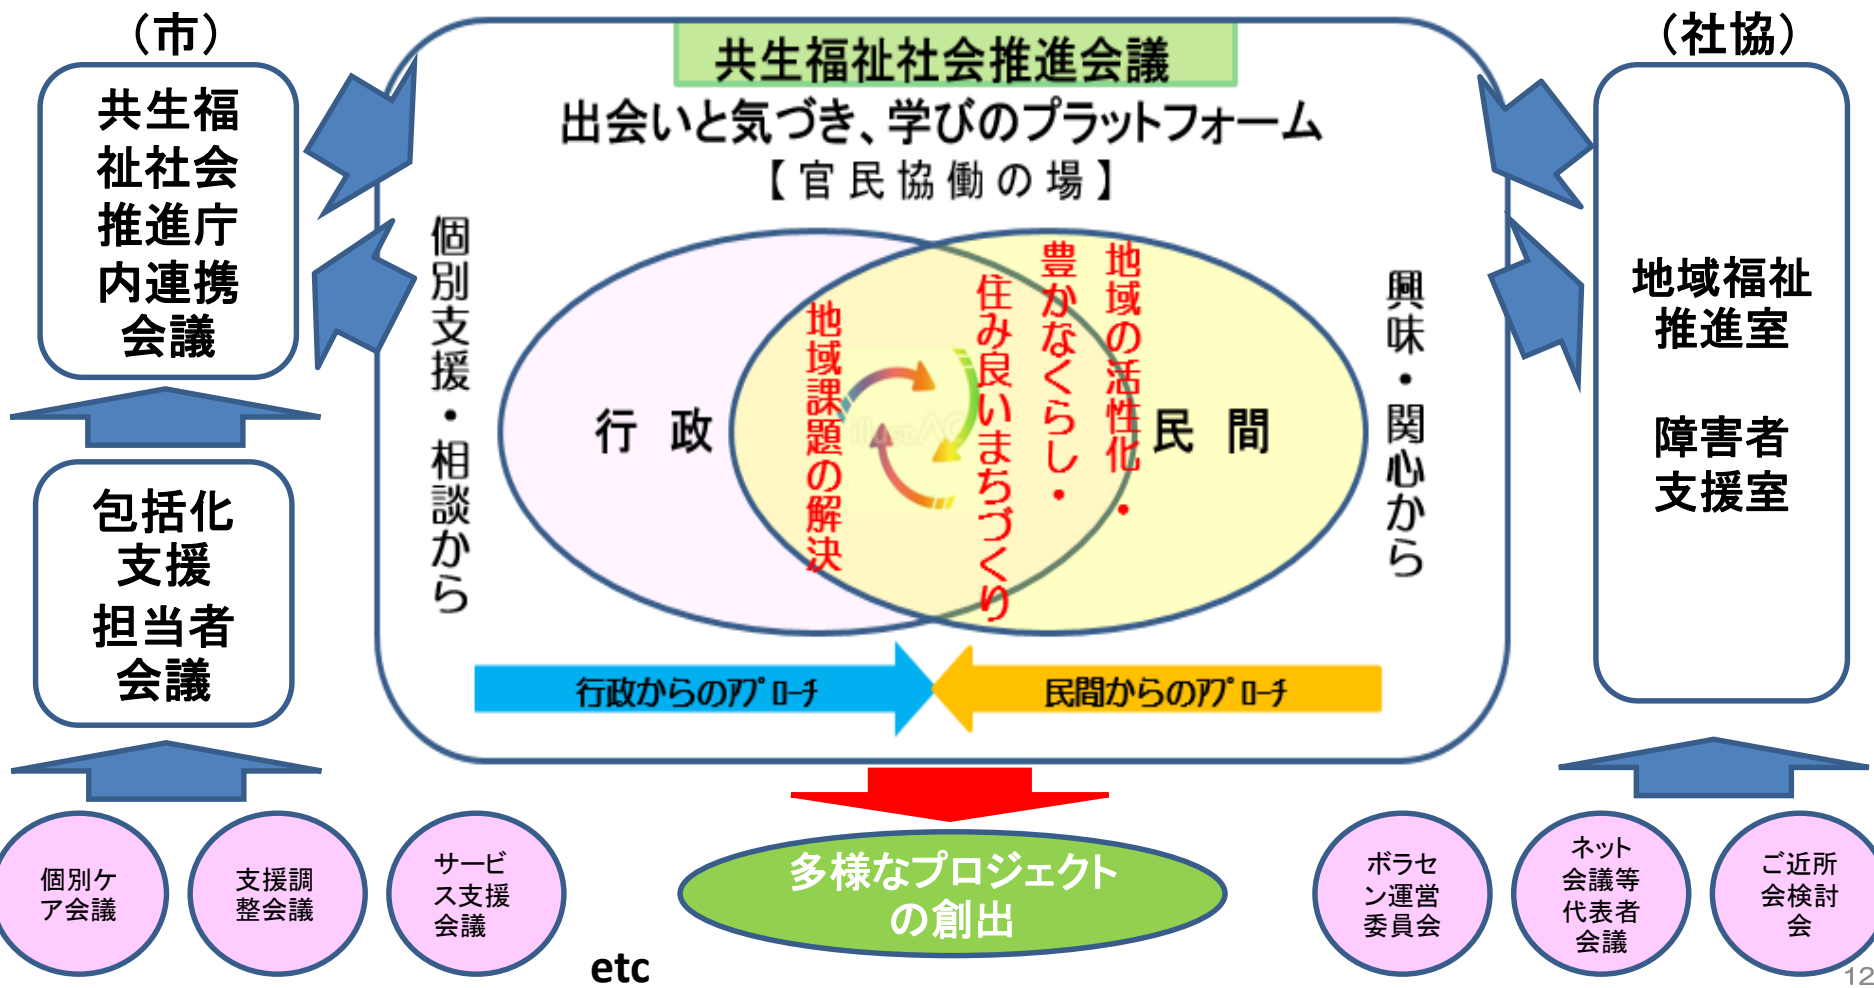 （市）
共生福
祉社会
推進庁
内連携
会議
包括化
支援
担当者
会議
個別ケ
ア会議
支援調
整会議
サービ
ス支援
会議
etc
共生福祉社会推進会議
出会いと気づき、学びのプラットフォーム
【官民協働の場】
個別支援・相談から
行政
地域課題の解決
地域の活性化・
豊かなくらし・
住み良いまちづくり
民間
興味・関心から
行政からのｱﾌﾟﾛｰﾁ
民間からのｱﾌﾟﾛｰﾁ
多様なプロジェクト
の創出
（社協）
地域福祉
推進室
障害者
支援室
ボラセ
ン運営
委員会
ネット
会議等
代表者
会議
ご近所
会検討
会
12